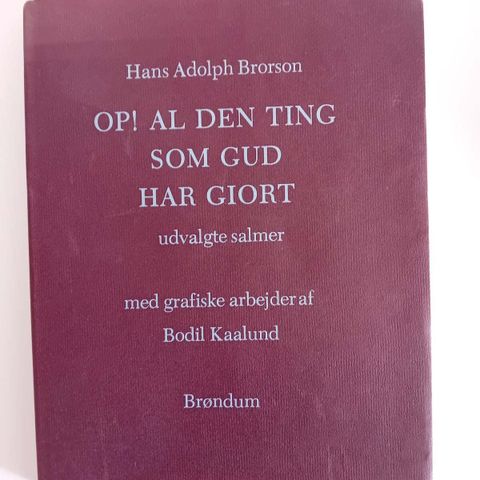 Hans Adolph Brorson
OP! AL DEN TING
SOM GUD
HAR GIORT
udvalgte salmer
med grafiske arbejder af
Bodil Kaalund
Brøndum